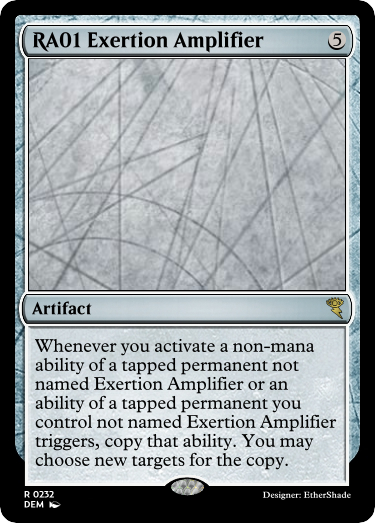 RA01 Exertion Amplifier 5
Artifact
Whenever you activate a non-mana
ability of a tapped permanent not
named Exertion Amplifier or an
ability of a tapped permanent you
control not named Exertion Amplifier
triggers, copy that ability. You may
choose new targets for the copy.
R 0232
DEM
Designer: EtherShade